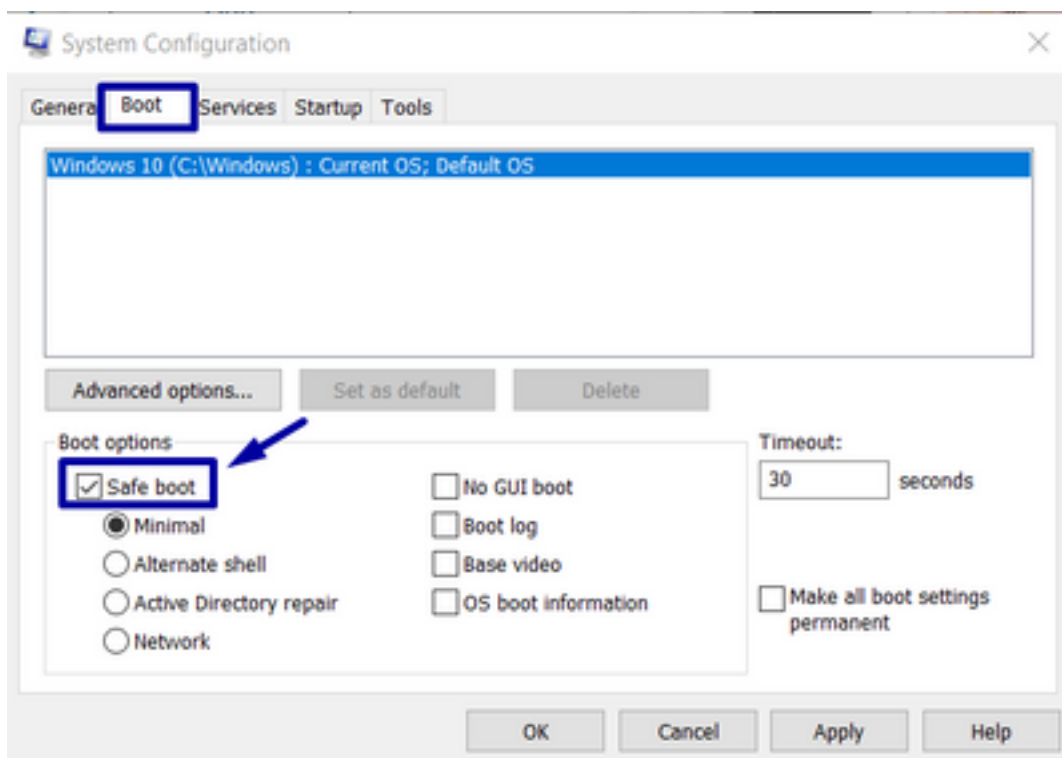 System Configuration
Genera Boot Services Startup Tools
Windows 10 (C:\Windows) : Current OS; Default OS
Advanced options... Set as default Delete
Boot options
Timeout:
Safe boot
No GUI boot
30 seconds
Minimal
Boot log
Alternate shell
Base video
Active Directory repair
OS boot information
Make all boot settings
permanent
Network
OK Cancel Apply Help